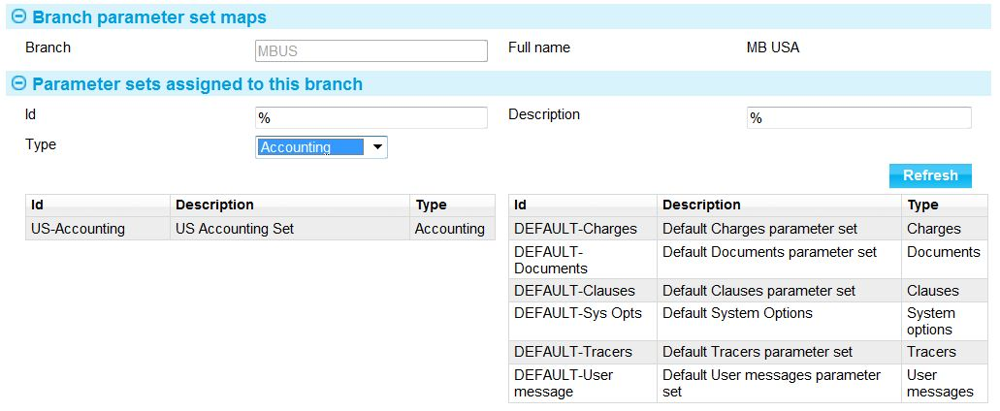 Branch parameter set maps
Branch MBUS Full name MB USA
Parameter sets assigned to this branch
Id % Description %
Type Accounting
Refresh
Id Description Type
US-Accounting US Accounting Set Accounting
Id Description Type
DEFAULT-Charges Default Charges parameter set Charges
DEFAULT- Default Documents parameter set Documents
Documents
DEFAULT-Clauses Default Clauses parameter set Clauses
DEFAULT-Sys Opts Default System Options System
options
DEFAULT-Tracers Default Tracers parameter set Tracers
DEFAULT-User Default User messages parameter User
message set messages